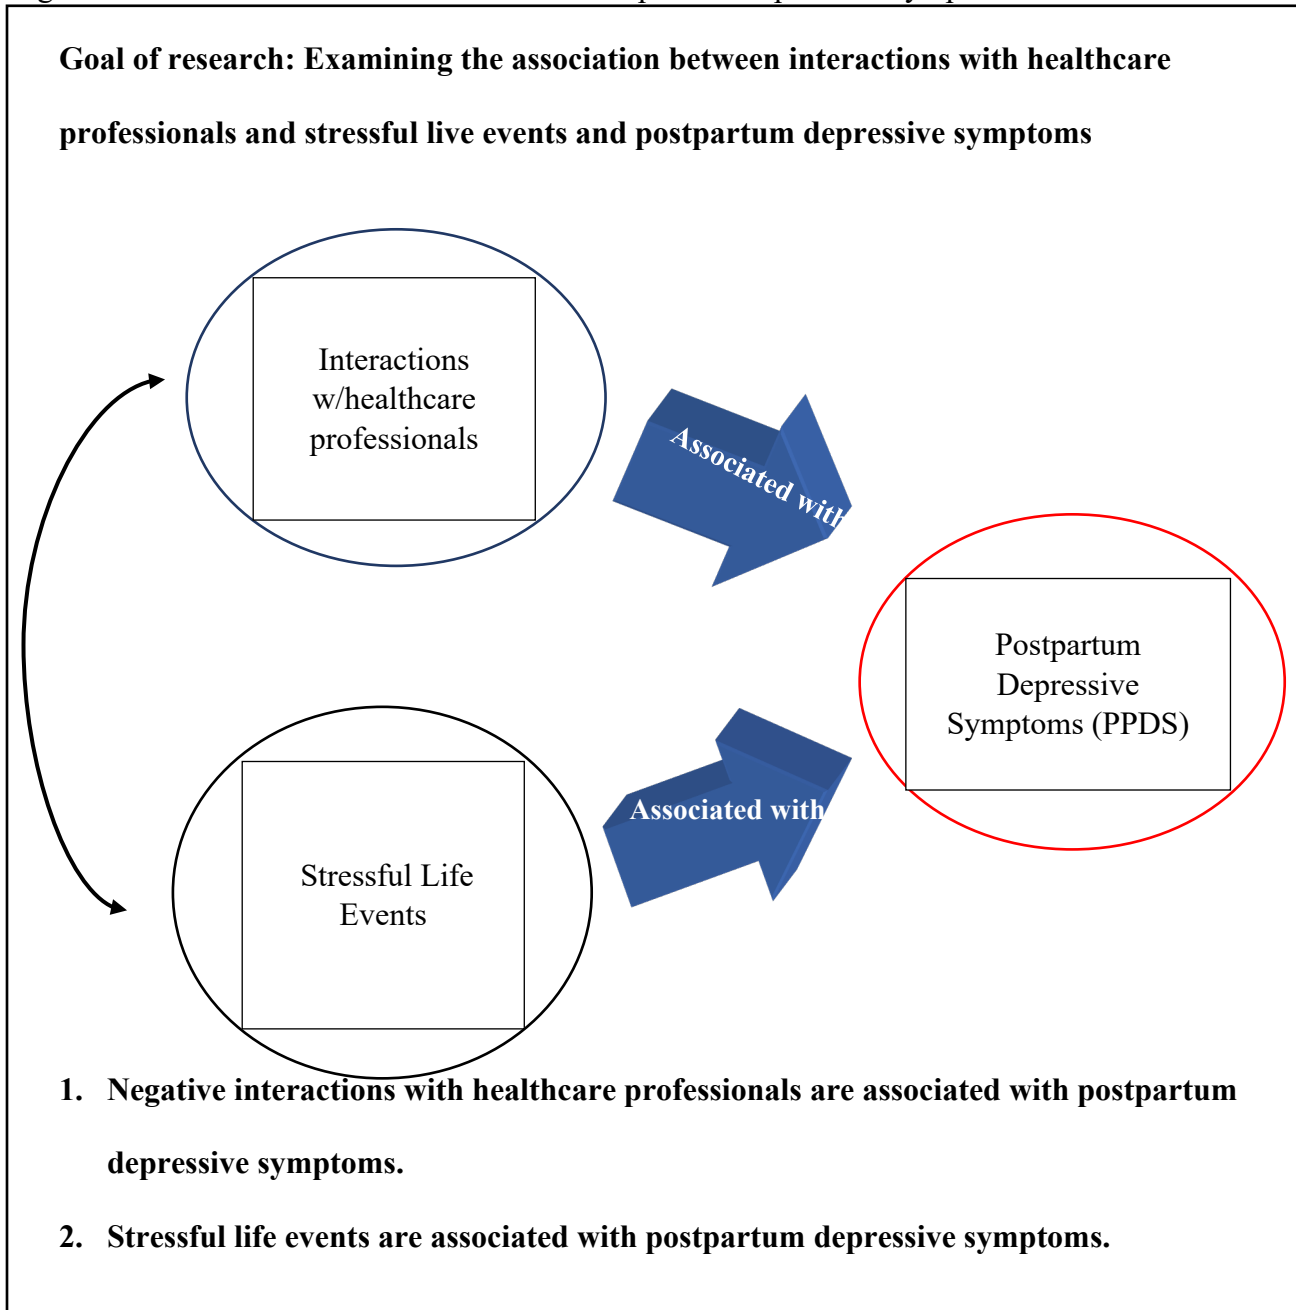 Goal of research: Examining the association between interactions with healthcare
professionals and stressful live events and postpartum depressive symptoms
Interactions
w/healthcare
professionals
Associated with
Postpartum
Depressive
Symptoms (PPDS)
Associated with
Stressful Life
Events
1. Negative interactions with healthcare professionals are associated with postpartum
depressive symptoms.
2. Stressful life events are associated with postpartum depressive symptoms.